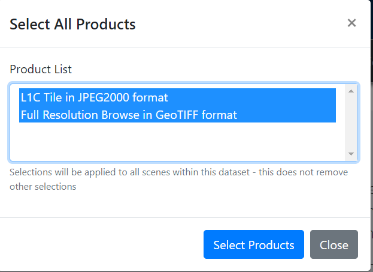 Select All Products
×
Product List
L1C Tile in JPEG2000 format
Full Resolution Browse in GeoTIFF format
Selections will be applied to all scenes within this dataset - this does not remove
other selections
Select Products
Close